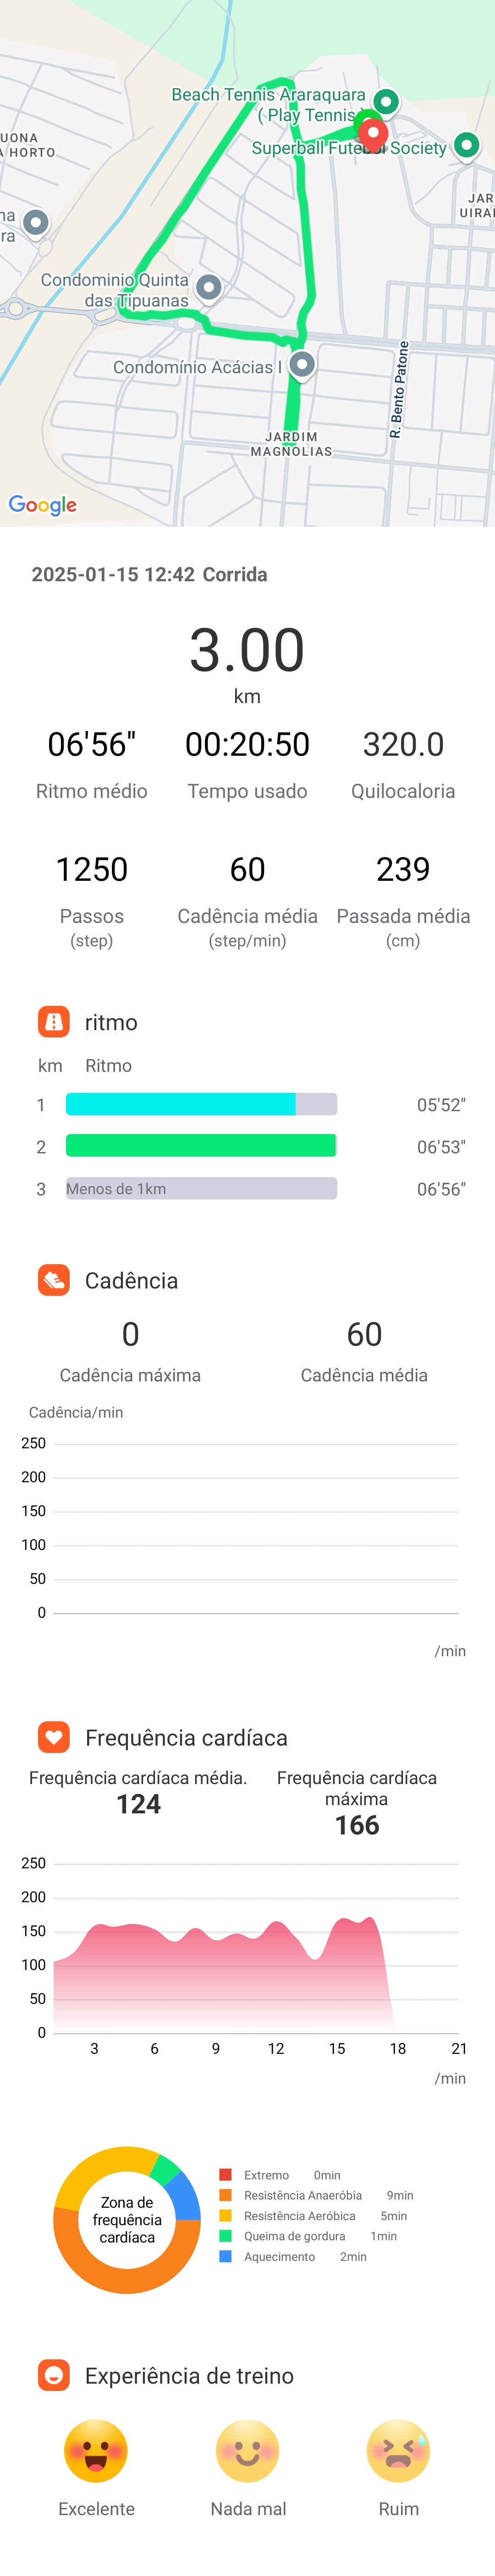 Beach Tennis Araraquara
( Play Tennis )
UONA
A HORTO
Superball Futebol Society
JAR
UIRAI
na
ra
Condominio Quinta
das Tipuanas
Condomínio Acácias I
R. Bento Patone
JARDIM
MAGNOLIAS
Google
2025-01-15 12:42 Corrida
3.00
km
06'56" 00:20:50 320.0
Ritmo médio Tempo usado Quilocaloria
1250 60 239
Passos Cadência média Passada média
(step) (step/min) (cm)
ritmo
km Ritmo
1 05'52"
2 06'53"
3 Menos de 1km 06'56"
Cadência
0 60
Cadência máxima Cadência média
Cadência/min
250
200
150
100
50
0
/min
Frequência cardíaca
Frequência cardíaca média. Frequência cardíaca
máxima
124
166
250
200
150
100
50
0
3 6 9 12 15 18 21
/min
Zona de
frequência
cardíaca
Extremo 0min
Resistência Anaeróbia 9min
Resistência Aeróbica 5min
Queima de gordura 1min
Aquecimento 2min
Experiência de treino
Excelente Nada mal Ruim